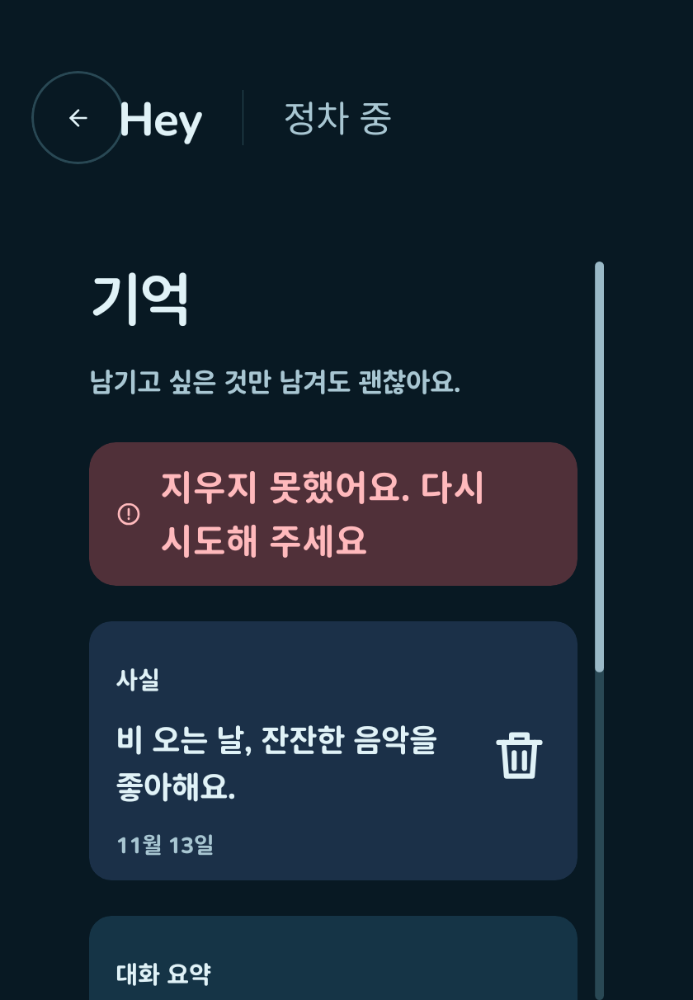 Hey
정차 중
기억
남기고 싶은 것만 남겨도 괜찮아요.
지우지 못했어요. 다시
시도해 주세요
사실
비 오는 날, 잔잔한 음악을
좋아해요.
11월 13일
대화 요약